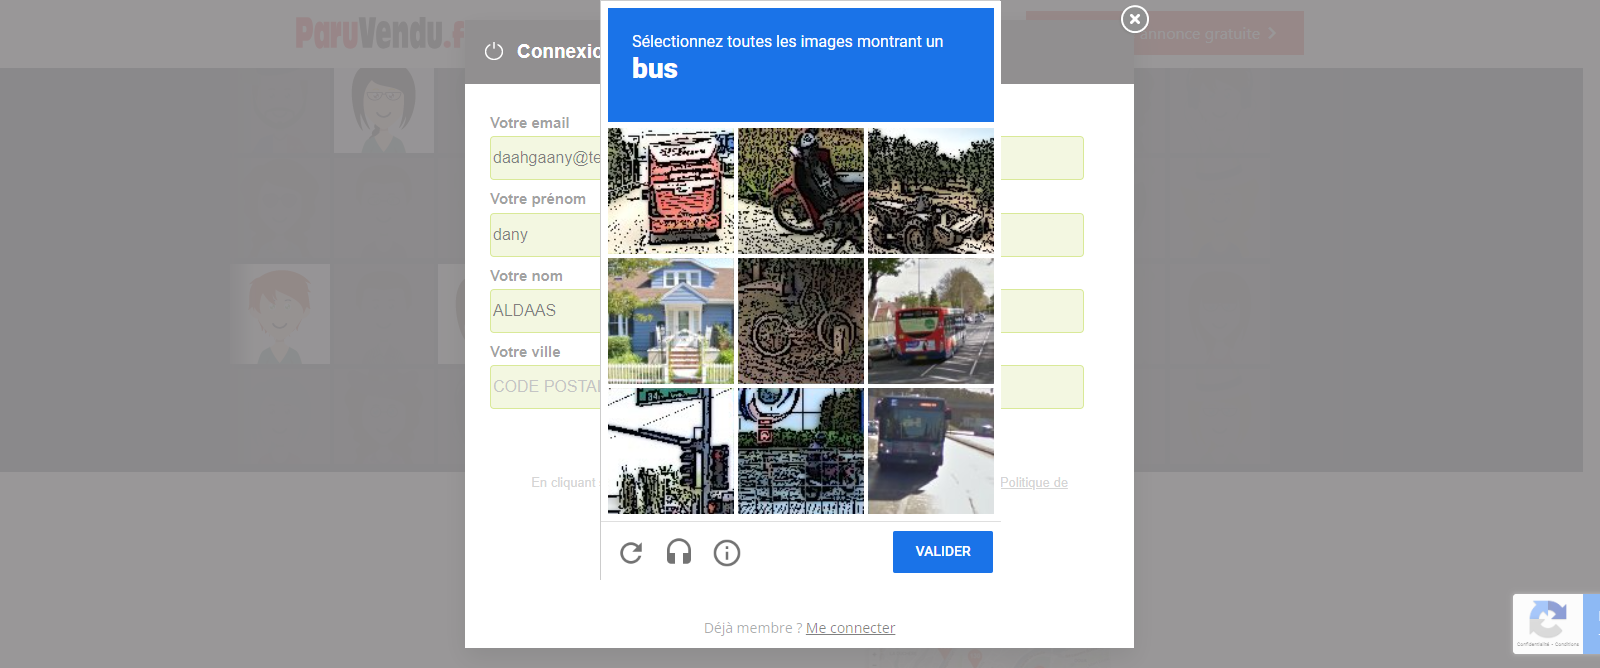 ParuVendu.f
annonce gratuite
Connexio
Sélectionnez toutes les images montrant un
bus
Votre email
daahgaany@te
Votre prénom
dany
Votre nom
ALDAAS
Votre ville
CODE POSTAL
En cliquant
Politique de
VALIDER
Déjà membre ? Me connecter
Confidentialité - Conditions